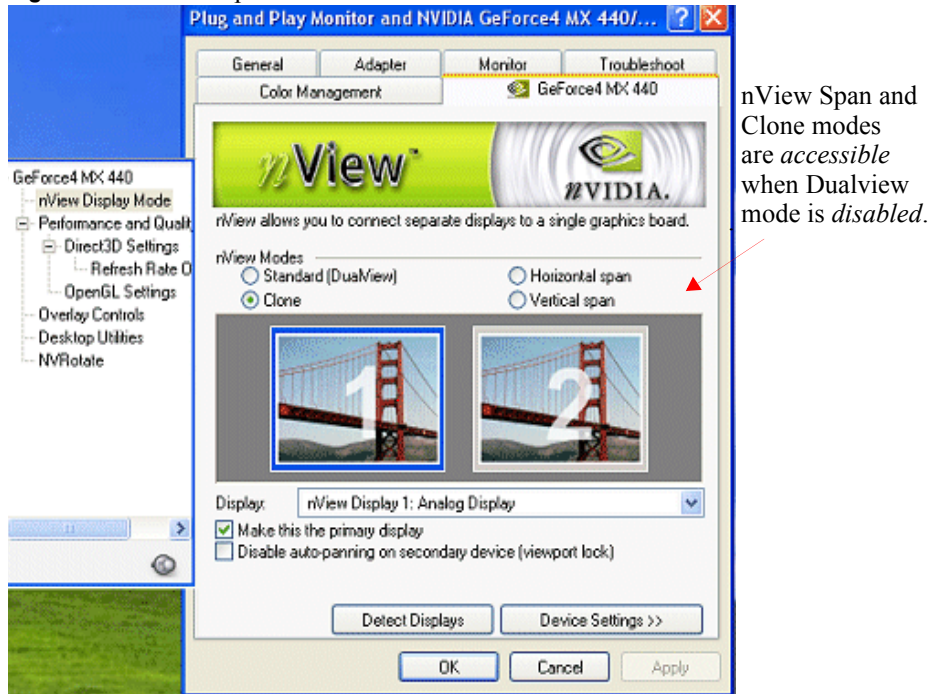 Plug and Play Monitor and NVIDIA GeForce4 MX 440/... ?
General Adapter Monitor Troubleshoot
Color Management GeForce4 MX 440
nView Span and
Clone modes
are accessible
when Dualview
mode is disabled.
nView™
NVIDIA.
nView allows you to connect separate displays to a single graphics board.
GeForce4 MX 440
nView Display Mode
Performance and Qualit
Direct3D Settings
Refresh Rate O
OpenGL Settings
Overlay Controls
Desktop Utilities
NVRotate
nView Modes
Standard (DualView) Horizontal span
Clone Vertical span
1 2
Display: nView Display 1: Analog Display
Make this the primary display
Disable auto-panning on secondary device (viewport lock)
Detect Displays Device Settings >>
OK Cancel Apply